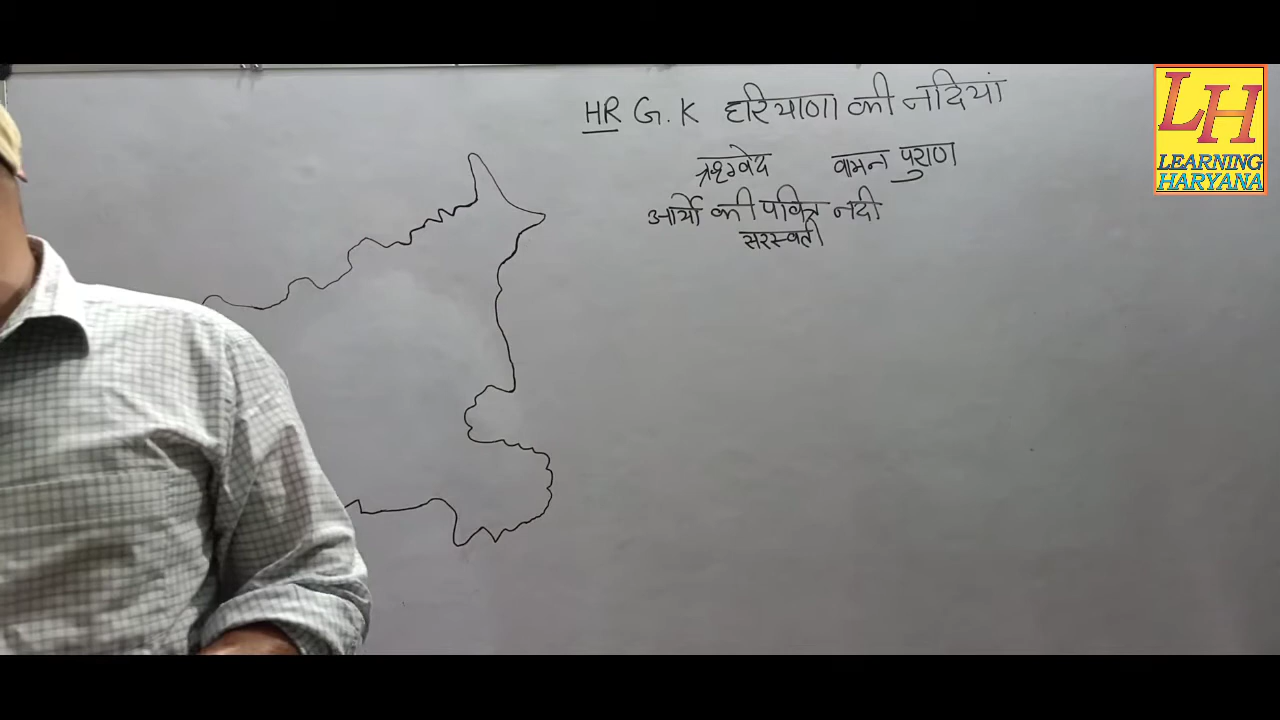 HR G.K हरियाणा की नदियां
ऋग्वेद वामन पुराण
आर्यो की पवित्र नदी
सरस्वती
LH
LEARNING
HARYANA